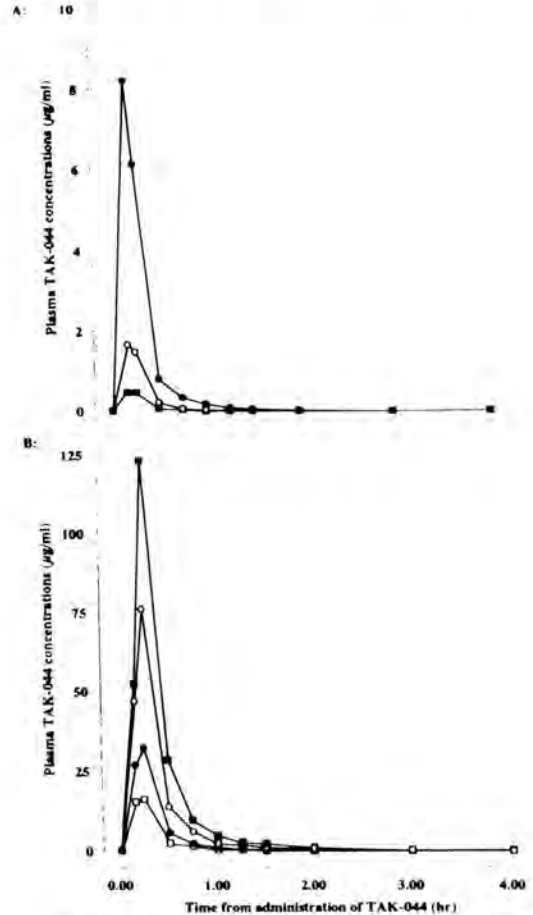 A: 10
8
6
4
2
0
Plasma TAK-044 concentrations (µg/ml)
B:
125
100
75
50
25
0
Plasma TAK-044 concentrations (µg/ml)
0.00 1.00 2.00 3.00 4.00
Time from administration of TAK-044 (hr)